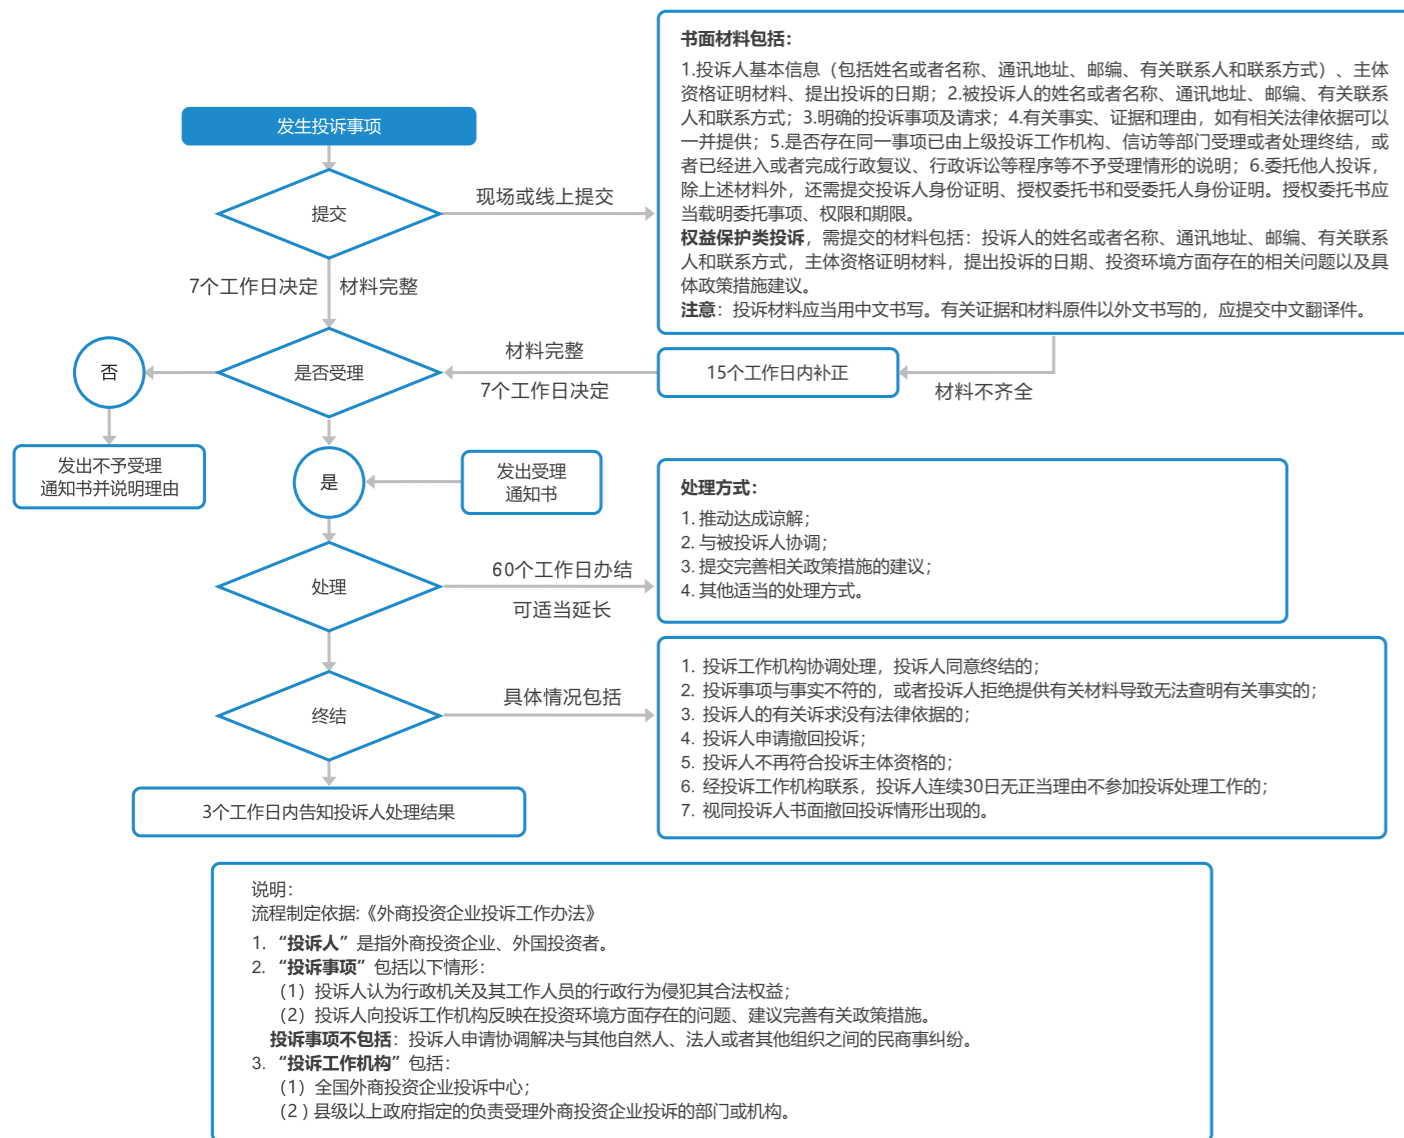 发生投诉事项
提交
现场或线上提交
书面材料包括：
1.投诉人基本信息（包括姓名或者名称、通讯地址、邮编、有关联系人和联系方式）、主体
资格证明材料、提出投诉的日期；2.被投诉人的姓名或者名称、通讯地址、邮编、有关联系
人和联系方式；3.明确的投诉事项及请求；4.有关事实、证据和理由，如有相关法律依据可以
一并提供；5.是否存在同一事项已由上级投诉工作机构、信访等部门受理或者处理终结，或
者已经进入或者完成行政复议、行政诉讼等程序等不予受理情形的说明；6.委托他人投诉，
除上述材料外，还需提交投诉人身份证明、授权委托书和受委托人身份证明。授权委托书应
当载明委托事项、权限和期限。
权益保护类投诉，需提交的材料包括：投诉人的姓名或者名称、通讯地址、邮编、有关联系
人和联系方式，主体资格证明材料，提出投诉的日期、投资环境方面存在的相关问题以及具
体政策措施建议。
注意：投诉材料应当用中文书写。有关证据和材料原件以外文书写的，应提交中文翻译件。
7个工作日决定 材料完整
否
是否受理
材料完整
7个工作日决定
15个工作日内补正
材料不齐全
发出不予受理
通知书并说明理由
是
发出受理
通知书
处理
60个工作日办结
可适当延长
处理方式：
1. 推动达成谅解；
2. 与被投诉人协调；
3. 提交完善相关政策措施的建议；
4. 其他适当的处理方式。
终结
具体情况包括
1. 投诉工作机构协调处理，投诉人同意终结的；
2. 投诉事项与事实不符的，或者投诉人拒绝提供有关材料导致无法查明有关事实的；
3. 投诉人的有关诉求没有法律依据的；
4. 投诉人申请撤回投诉；
5. 投诉人不再符合投诉主体资格的；
6. 经投诉工作机构联系，投诉人连续30日无正当理由不参加投诉处理工作的；
7. 视同投诉人书面撤回投诉情形出现的。
3个工作日内告知投诉人处理结果
说明：
流程制定依据:《外商投资企业投诉工作办法》
1. “投诉人”是指外商投资企业、外国投资者。
2. “投诉事项”包括以下情形：
（1）投诉人认为行政机关及其工作人员的行政行为侵犯其合法权益；
（2）投诉人向投诉工作机构反映在投资环境方面存在的问题、建议完善有关政策措施。
投诉事项不包括：投诉人申请协调解决与其他自然人、法人或者其他组织之间的民商事纠纷。
3. “投诉工作机构”包括：
（1）全国外商投资企业投诉中心；
（2 ) 县级以上政府指定的负责受理外商投资企业投诉的部门或机构。